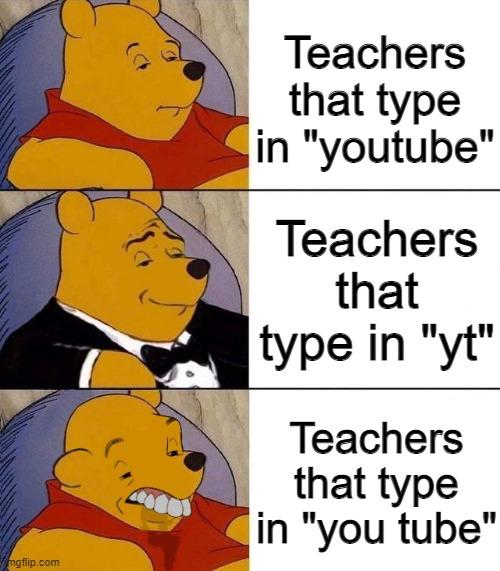 Teachers
that type
in "youtube"
Teachers
that
type in "yt"
Teachers
that type
in "you tube"
imgflip.com